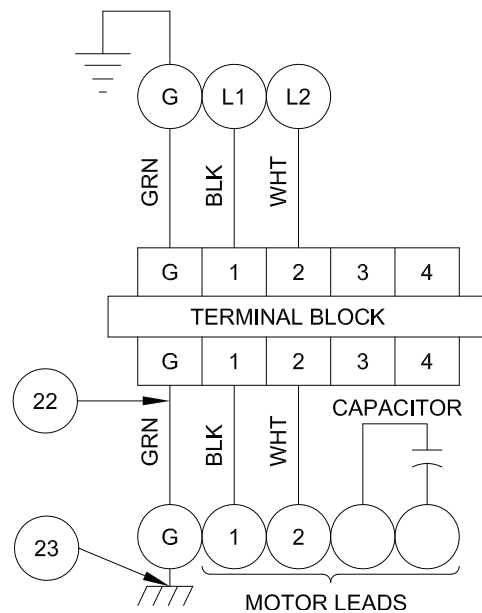 G L1 L2
GRN BLK WHT
G 1 2 3 4
TERMINAL BLOCK
G 1 2 3 4
22
CAPACITOR
GRN BLK WHT
23
G 1 2
MOTOR LEADS